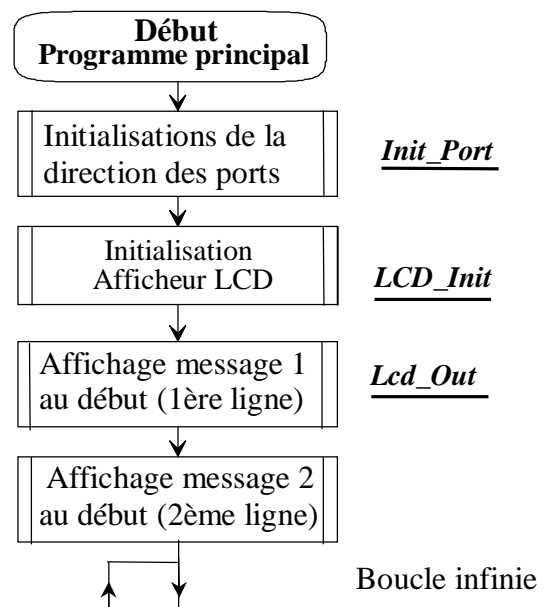 Début
Programme principal
Initialisations de la
direction des ports
Init_Port
Initialisation
Afficheur LCD
LCD_Init
Affichage message 1
au début (1ère ligne)
Lcd_Out
Affichage message 2
au début (2ème ligne)
Boucle infinie